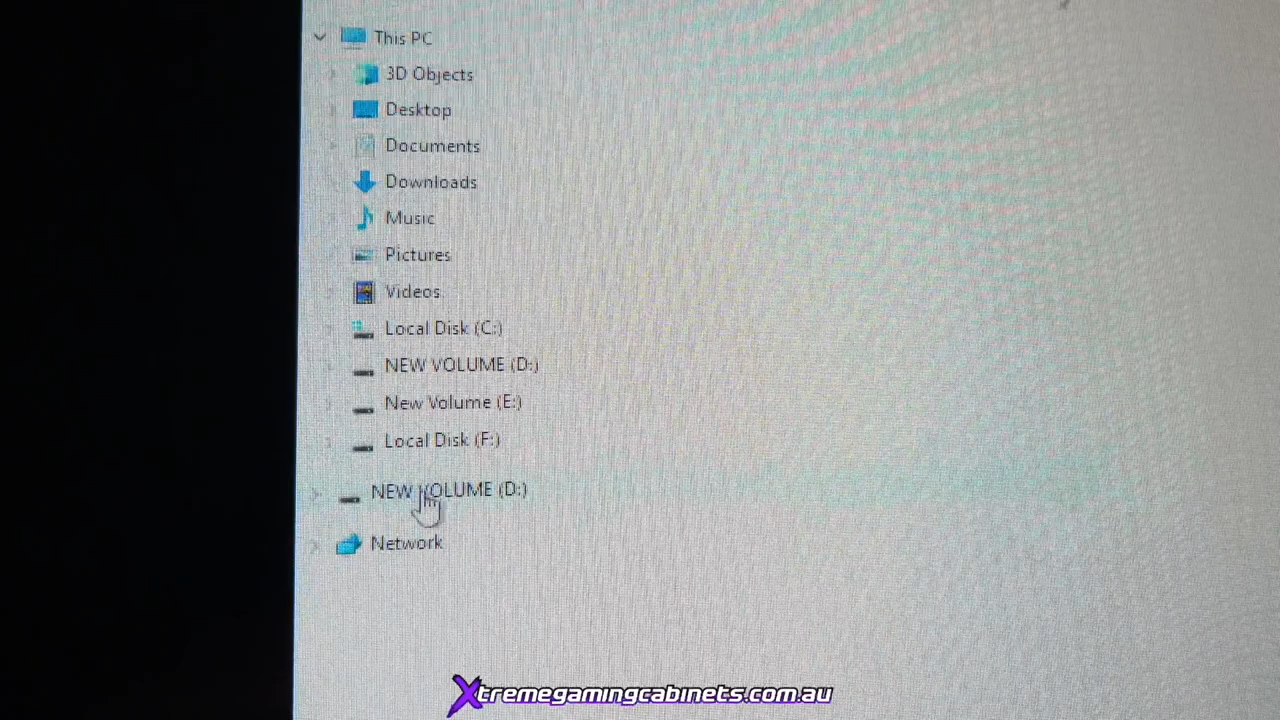 This PC
3D Objects
Desktop
Documents
Downloads
Music
Pictures
Videos
Local Disk (C:)
NEW VOLUME (D:)
New Volume (E:)
Local Disk (F:)
NEW VOLUME (D:)
Network
Xtremegamingcabinets.com.au